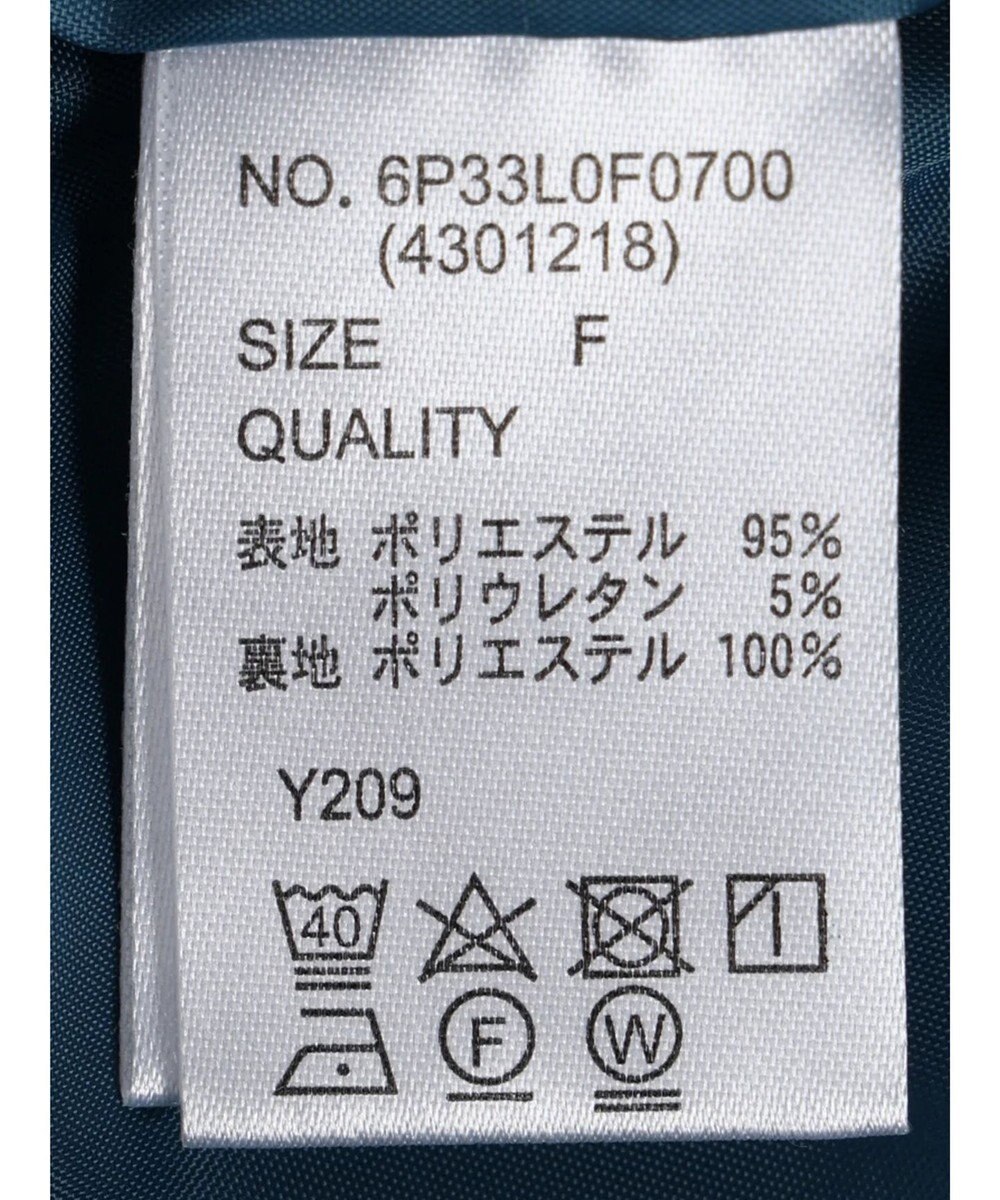 NO. 6P33L0F0700
(4301218)
SIZE F
QUALITY
表地 ポリエステル 95%
ポリウレタン 5%
裏地 ポリエステル 100%
Y209
40
F W